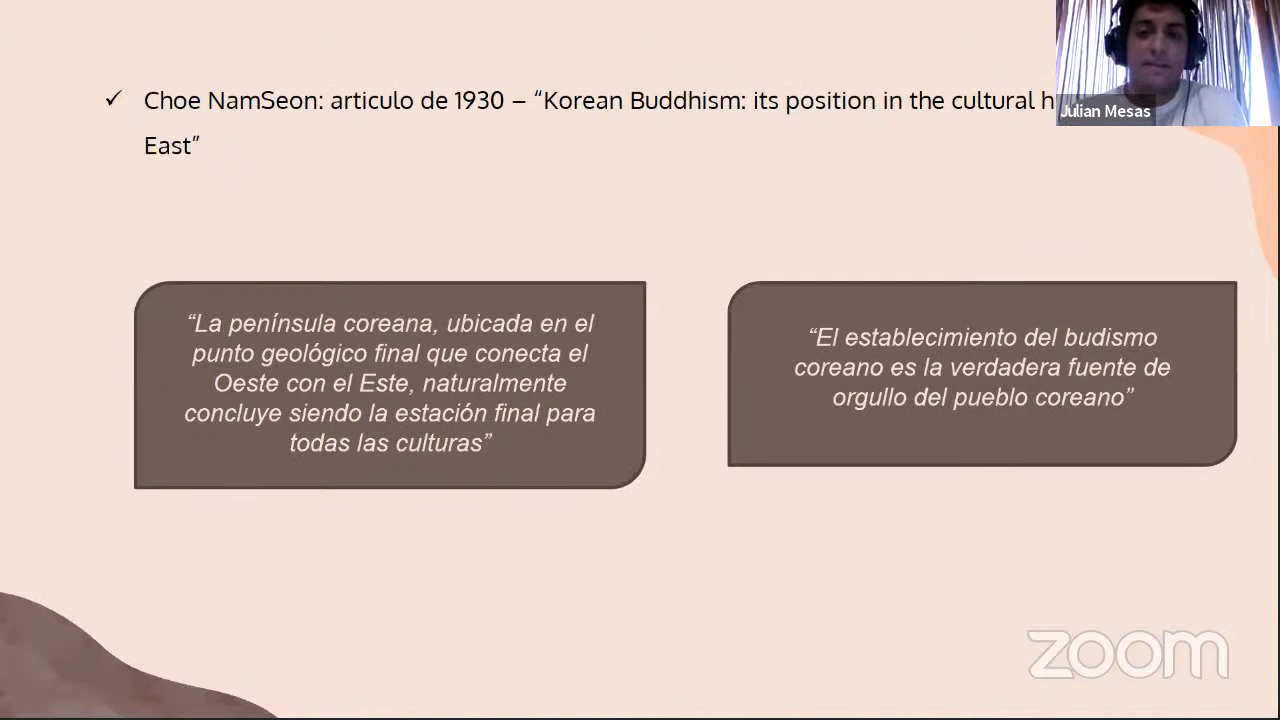 Choe NamSeon: articulo de 1930 – “Korean Buddhism: its position in the cultural
East”
Julian Mesas
“La península coreana, ubicada en el
punto geológico final que conecta el
Oeste con el Este, naturalmente
concluye siendo la estación final para
todas las culturas”
“El establecimiento del budismo
coreano es la verdadera fuente de
orgullo del pueblo coreano”
zoom